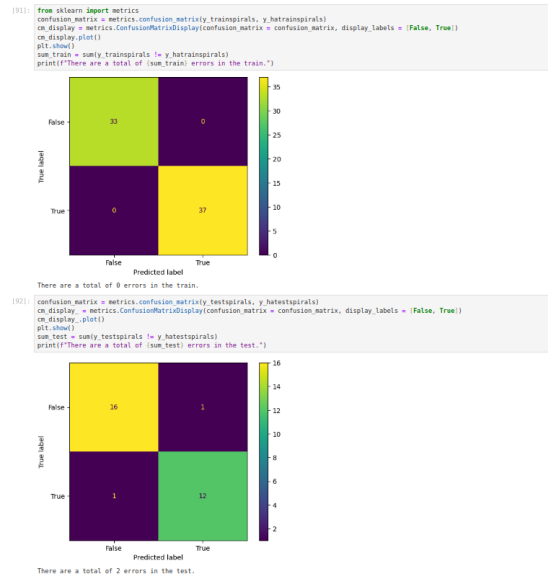 [91]: from sklearn import metrics
confusion_matrix = metrics.confusion_matrix(y_trainspirals, y_hatrainspirals)
cm_display = metrics.ConfusionMatrixDisplay(confusion_matrix = confusion_matrix, display_labels = [False, True])
cm_display.plot()
plt.show()
sum_train = sum(y_trainspirals != y_hatrainspirals)
print(f"There are a total of {sum_train} errors in the train.")
35
30
25
20
15
10
5
0
False
True
True label
33
0
0
37
False
True
Predicted label
There are a total of 0 errors in the train.
[92]: confusion_matrix = metrics.confusion_matrix(y_testspirals, y_hatestspirals)
cm_display_ = metrics.ConfusionMatrixDisplay(confusion_matrix = confusion_matrix, display_labels = [False, True])
cm_display_.plot()
plt.show()
sum_test = sum(y_testspirals != y_hatestspirals)
print(f"There are a total of {sum_test} errors in the test.")
16
14
12
10
8
6
4
2
False
True
True label
16
1
1
12
False
True
Predicted label
There are a total of 2 errors in the test.